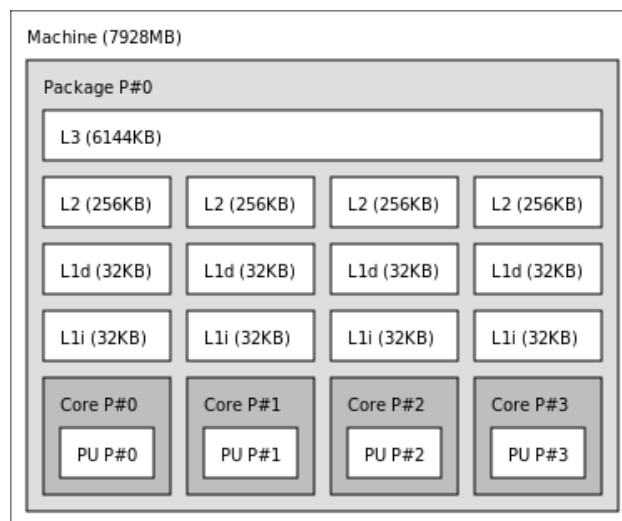 Machine (7928MB)
Package P#0
L3 (6144KB)
L2 (256KB) L2 (256KB) L2 (256KB) L2 (256KB)
L1d (32KB) L1d (32KB) L1d (32KB) L1d (32KB)
L1i (32KB) L1i (32KB) L1i (32KB) L1i (32KB)
Core P#0 Core P#1 Core P#2 Core P#3
PU P#0 PU P#1 PU P#2 PU P#3